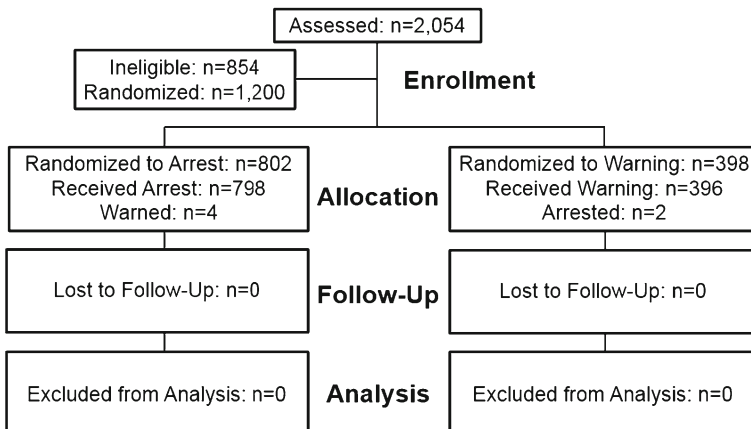 Assessed: n=2,054
Ineligible: n=854
Randomized: n=1,200
Enrollment
Randomized to Arrest: n=802
Received Arrest: n=798
Warned: n=4
Allocation
Randomized to Warning: n=398
Received Warning: n=396
Arrested: n=2
Lost to Follow-Up: n=0
Follow-Up
Lost to Follow-Up: n=0
Excluded from Analysis: n=0
Analysis
Excluded from Analysis: n=0